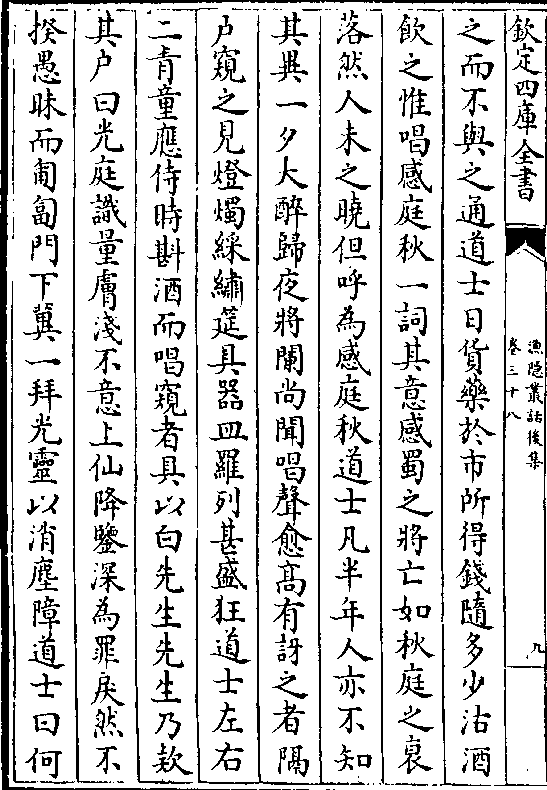 欽定四庫全書
漁隱叢話後集
卷三十八
九
之而不與之通道士日貨藥於市所得錢隨多少沽酒
飲之惟唱感庭秋一詞其意感蜀之將亡如秋庭之衰
落然人未之曉但呼為感庭秋道士凡半年人亦不知
其異一夕大醉歸夜將闌尚聞唱聲愈髙有訝之者隔
户窺之見燈燭綵繡筵具器皿羅列甚盛狂道士左右
二青童應侍時斟酒而唱窺者具以白先生先生乃欵
其户曰光庭識量膚淺不意上仙降鑒深為罪戾然不
揆愚昧而匍匐門下冀一拜光靈以消塵障道士曰何